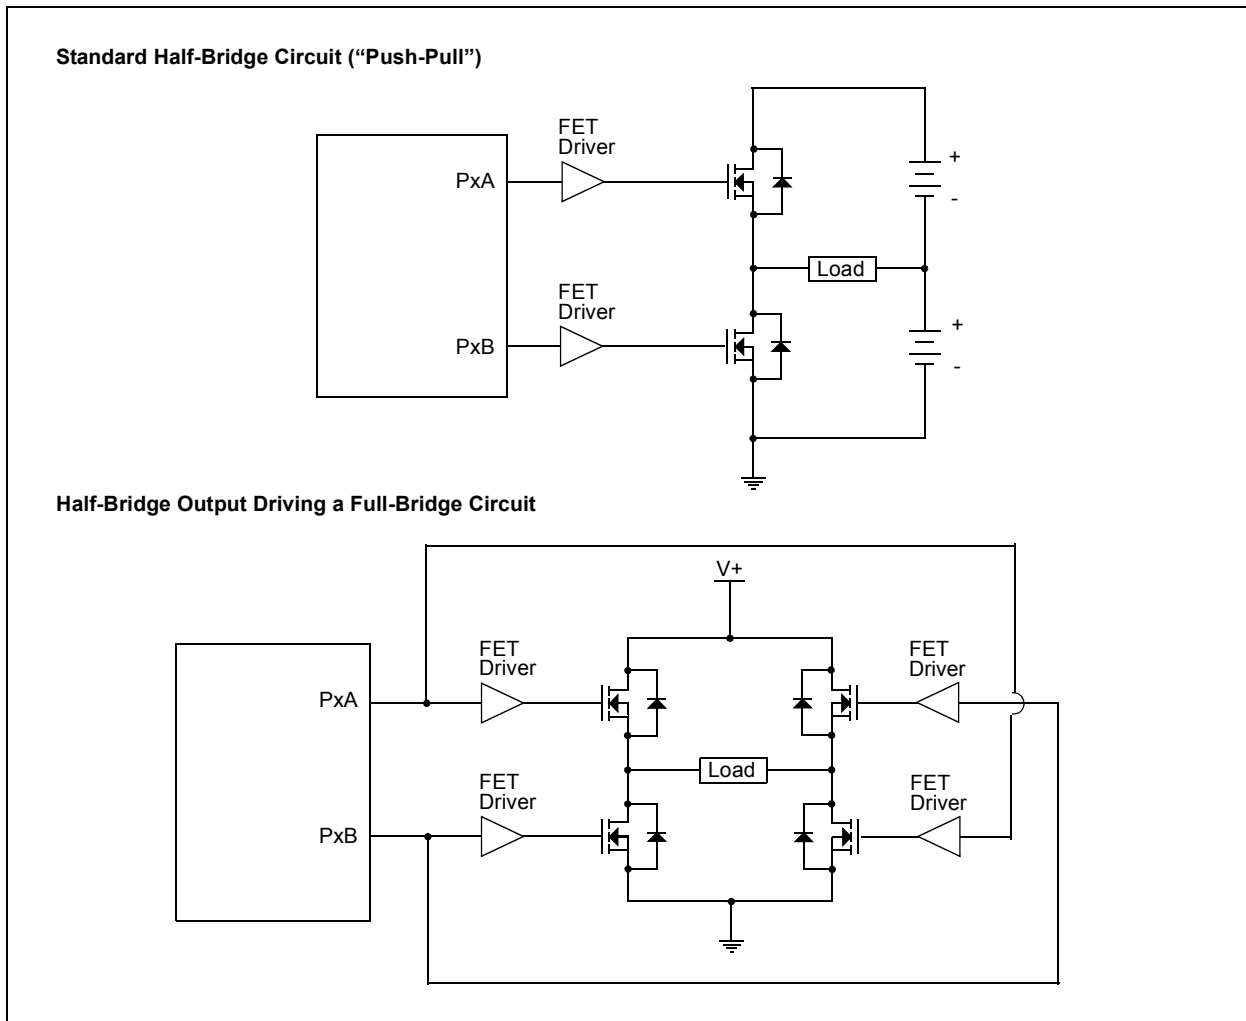 Standard Half-Bridge Circuit (“Push-Pull”)
FET
Driver
PxA
+
-
Load
FET
Driver
PxB
+
-
Half-Bridge Output Driving a Full-Bridge Circuit
V+
FET
Driver
FET
Driver
PxA
Load
FET
Driver
FET
Driver
PxB